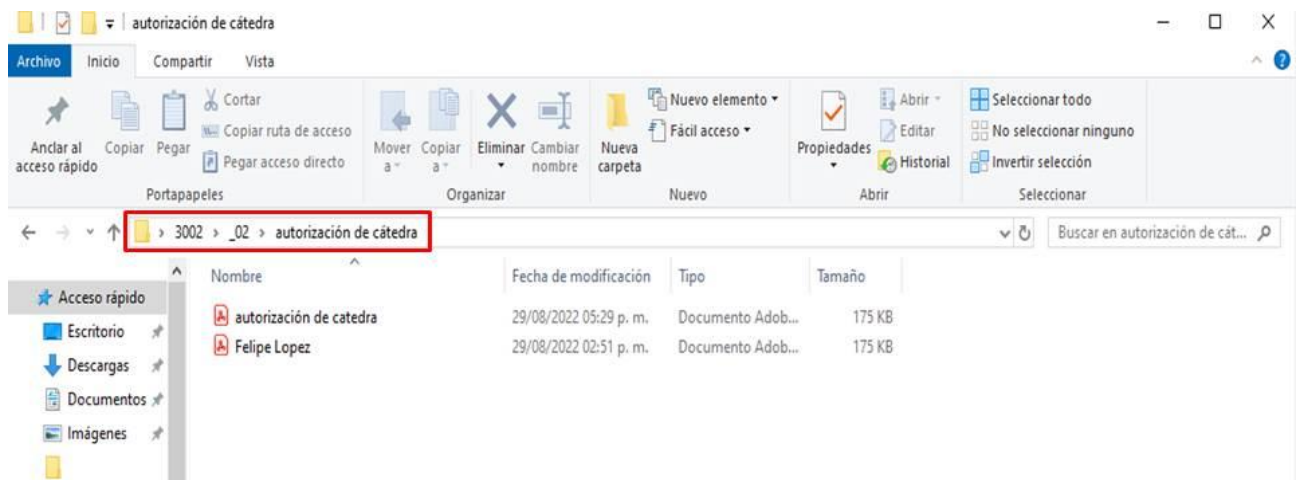 autorización de cátedra
Archivo Inicio Compartir Vista
Anclar al acceso rápido
Copiar
Pegar
Cortar
Copiar ruta de acceso
Pegar acceso directo
Portapapeles
Mover a
Copiar a
Eliminar
Cambiar nombre
Organizar
Nueva carpeta
Nuevo elemento
Fácil acceso
Nuevo
Propiedades
Abrir
Editar
Historial
Abrir
Seleccionar todo
No seleccionar ninguno
Invertir selección
Seleccionar
> 3002 > _02 > autorización de cátedra
Buscar en autorización de cát...
Nombre Fecha de modificación Tipo Tamaño
autorización de catedra 29/08/2022 05:29 p. m. Documento Adob... 175 KB
Felipe Lopez 29/08/2022 02:51 p. m. Documento Adob... 175 KB
Acceso rápido
Escritorio
Descargas
Documentos
Imágenes